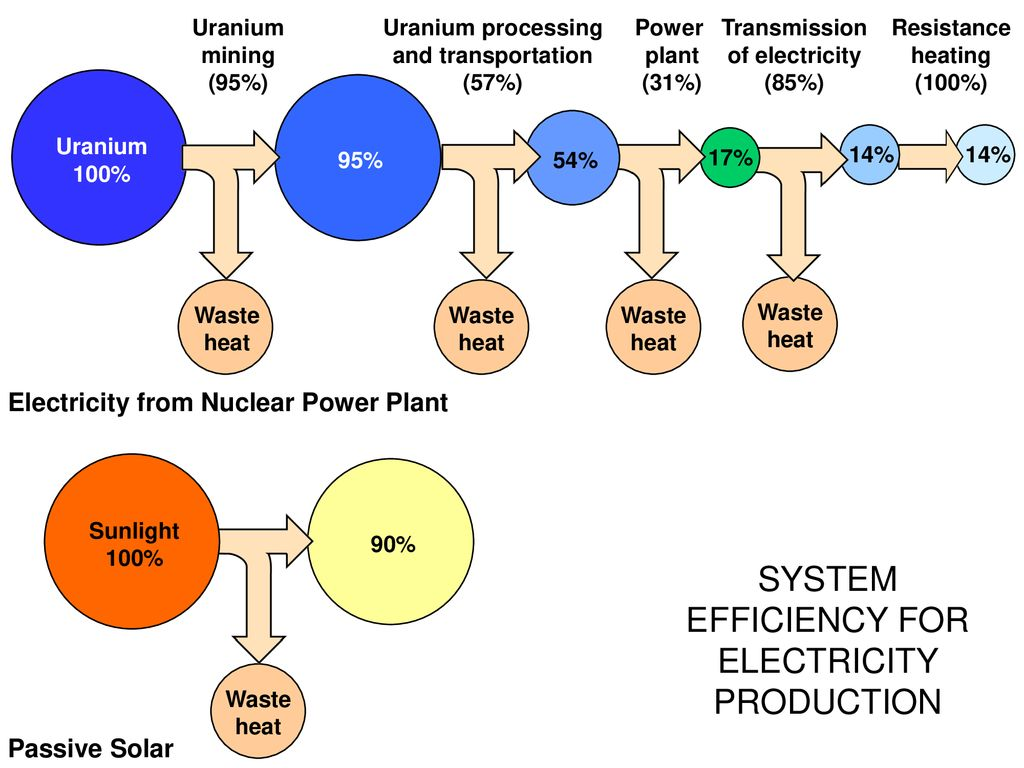 Uranium
mining
(95%)
Uranium processing
and transportation
(57%)
Power
plant
(31%)
Transmission
of electricity
(85%)
Resistance
heating
(100%)
Uranium
100%
95%
54%
17%
14%
14%
Waste
heat
Waste
heat
Waste
heat
Waste
heat
Electricity from Nuclear Power Plant
Sunlight
100%
90%
Waste
heat
Passive Solar
SYSTEM
EFFICIENCY FOR
ELECTRICITY
PRODUCTION